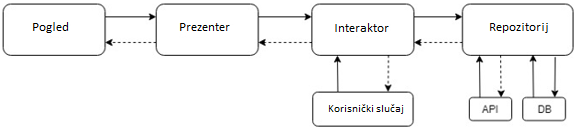 Pogled
Prezenter
Interaktor
Repozitorij
Korisnički slučaj
API
DB